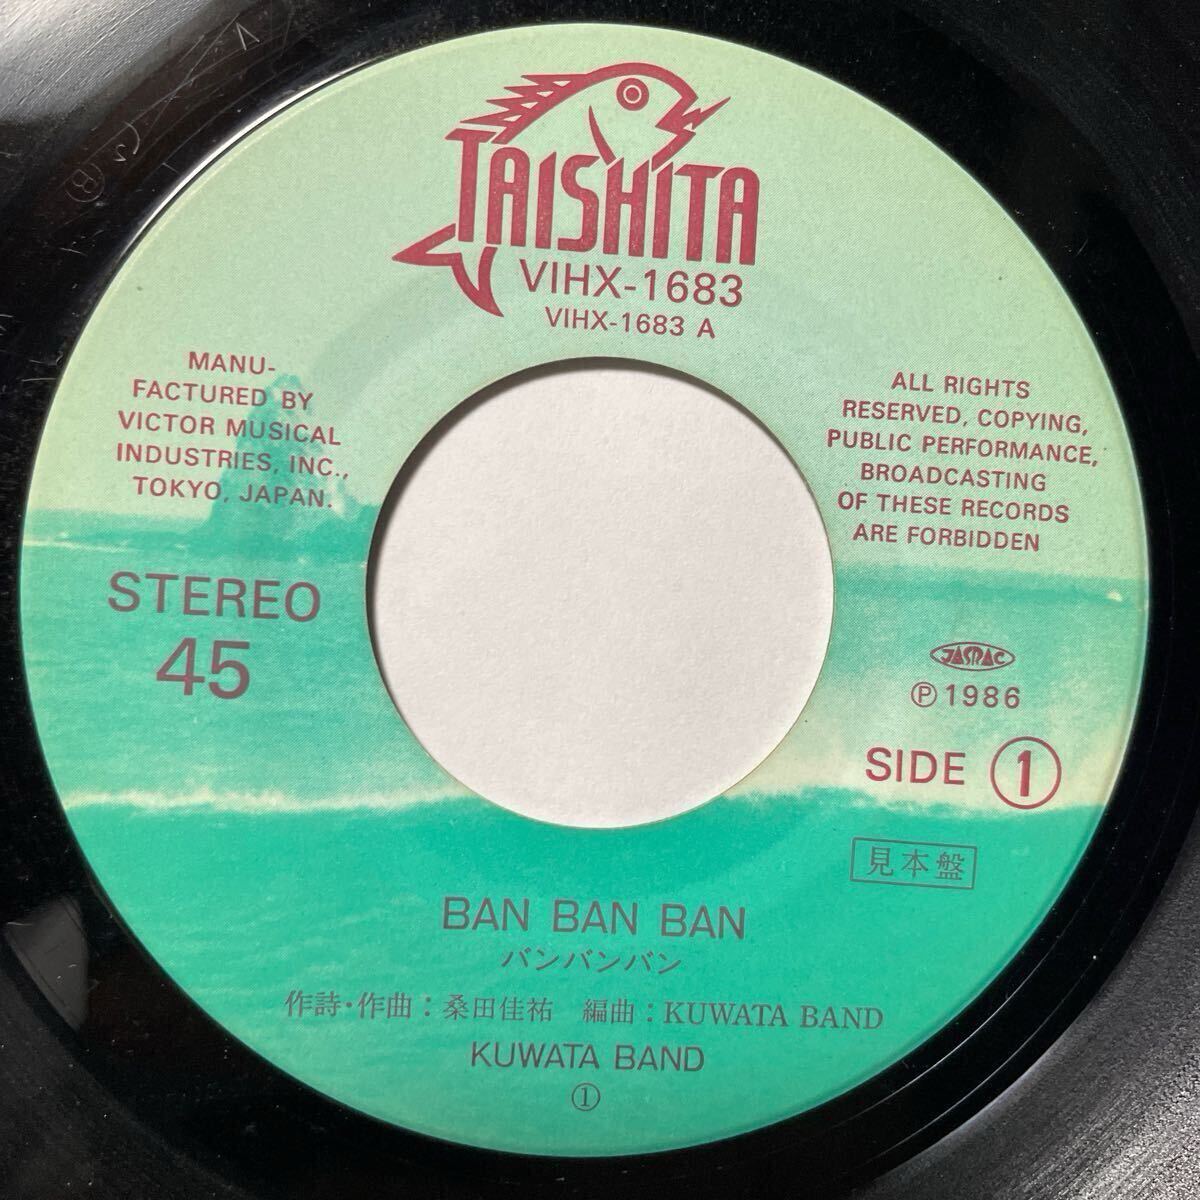 TAISHITA
VIHX-1683
VIHX-1683 A
MANU-
FACTURED BY
VICTOR MUSICAL
INDUSTRIES, INC.,
TOKYO, JAPAN.
ALL RIGHTS
RESERVED, COPYING,
PUBLIC PERFORMANCE,
BROADCASTING
OF THESE RECORDS
ARE FORBIDDEN
STEREO
45
JASRAC
Ⓟ1986
SIDE ①
見本盤
BAN BAN BAN
バンバンバン
作詩・作曲：桑田佳祐 編曲：KUWATA BAND
KUWATA BAND
①